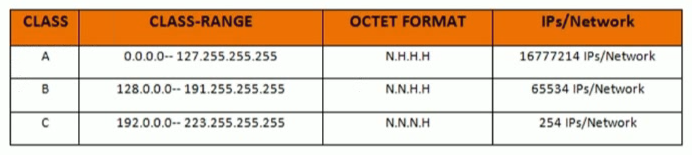 CLASS CLASS-RANGE OCTET FORMAT IPs/Network
A 0.0.0.0-- 127.255.255.255 N.H.H.H 16777214 IPs/Network
B 128.0.0.0-- 191.255.255.255 N.N.H.H 65534 IPs/Network
C 192.0.0.0-- 223.255.255.255 N.N.N.H 254 IPs/Network